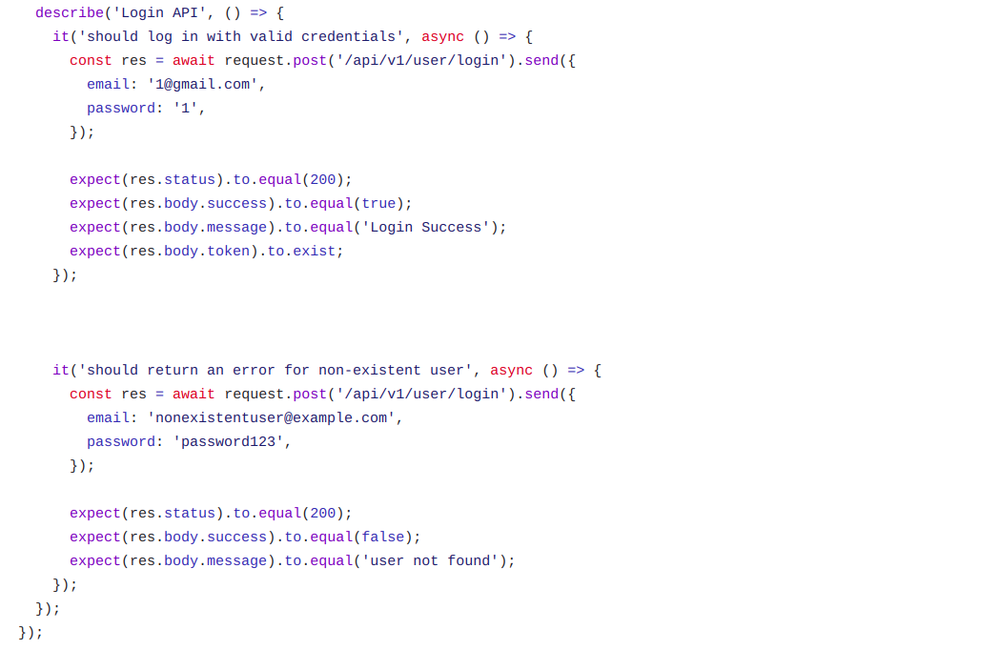 describe('Login API', () => {
it('should log in with valid credentials', async () => {
const res = await request.post('/api/v1/user/login').send({
email: '1@gmail.com',
password: '1',
});
expect(res.status).to.equal(200);
expect(res.body.success).to.equal(true);
expect(res.body.message).to.equal('Login Success');
expect(res.body.token).to.exist;
});
it('should return an error for non-existent user', async () => {
const res = await request.post('/api/v1/user/login').send({
email: 'nonexistentuser@example.com',
password: 'password123',
});
expect(res.status).to.equal(200);
expect(res.body.success).to.equal(false);
expect(res.body.message).to.equal('user not found');
});
});
});